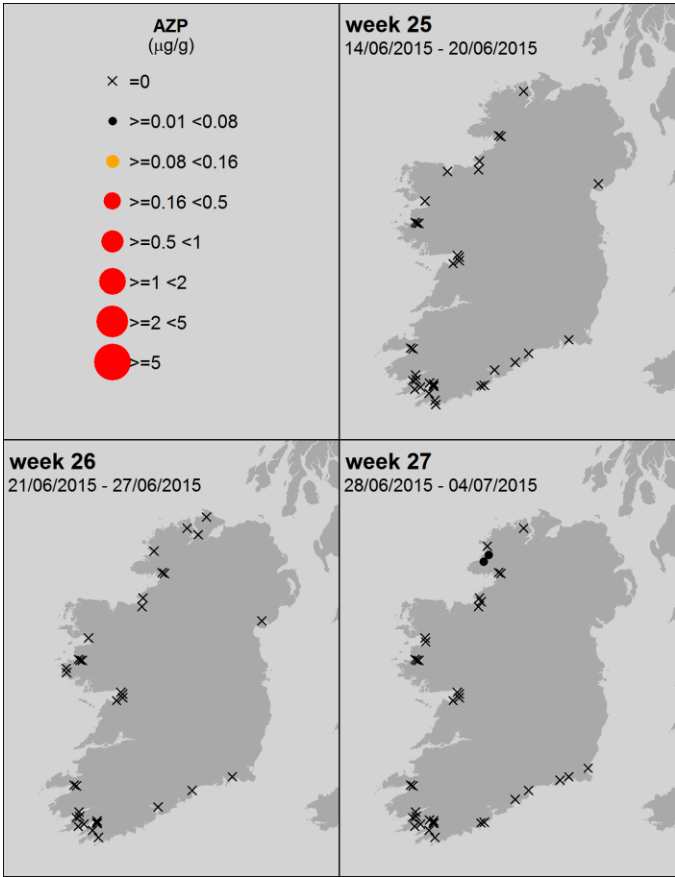 AZP
(µg/g)
=0
>=0.01 <0.08
>=0.08 <0.16
>=0.16 <0.5
>=0.5 <1
>=1 <2
>=2 <5
>=5
week 25
14/06/2015 - 20/06/2015
week 26
21/06/2015 - 27/06/2015
week 27
28/06/2015 - 04/07/2015